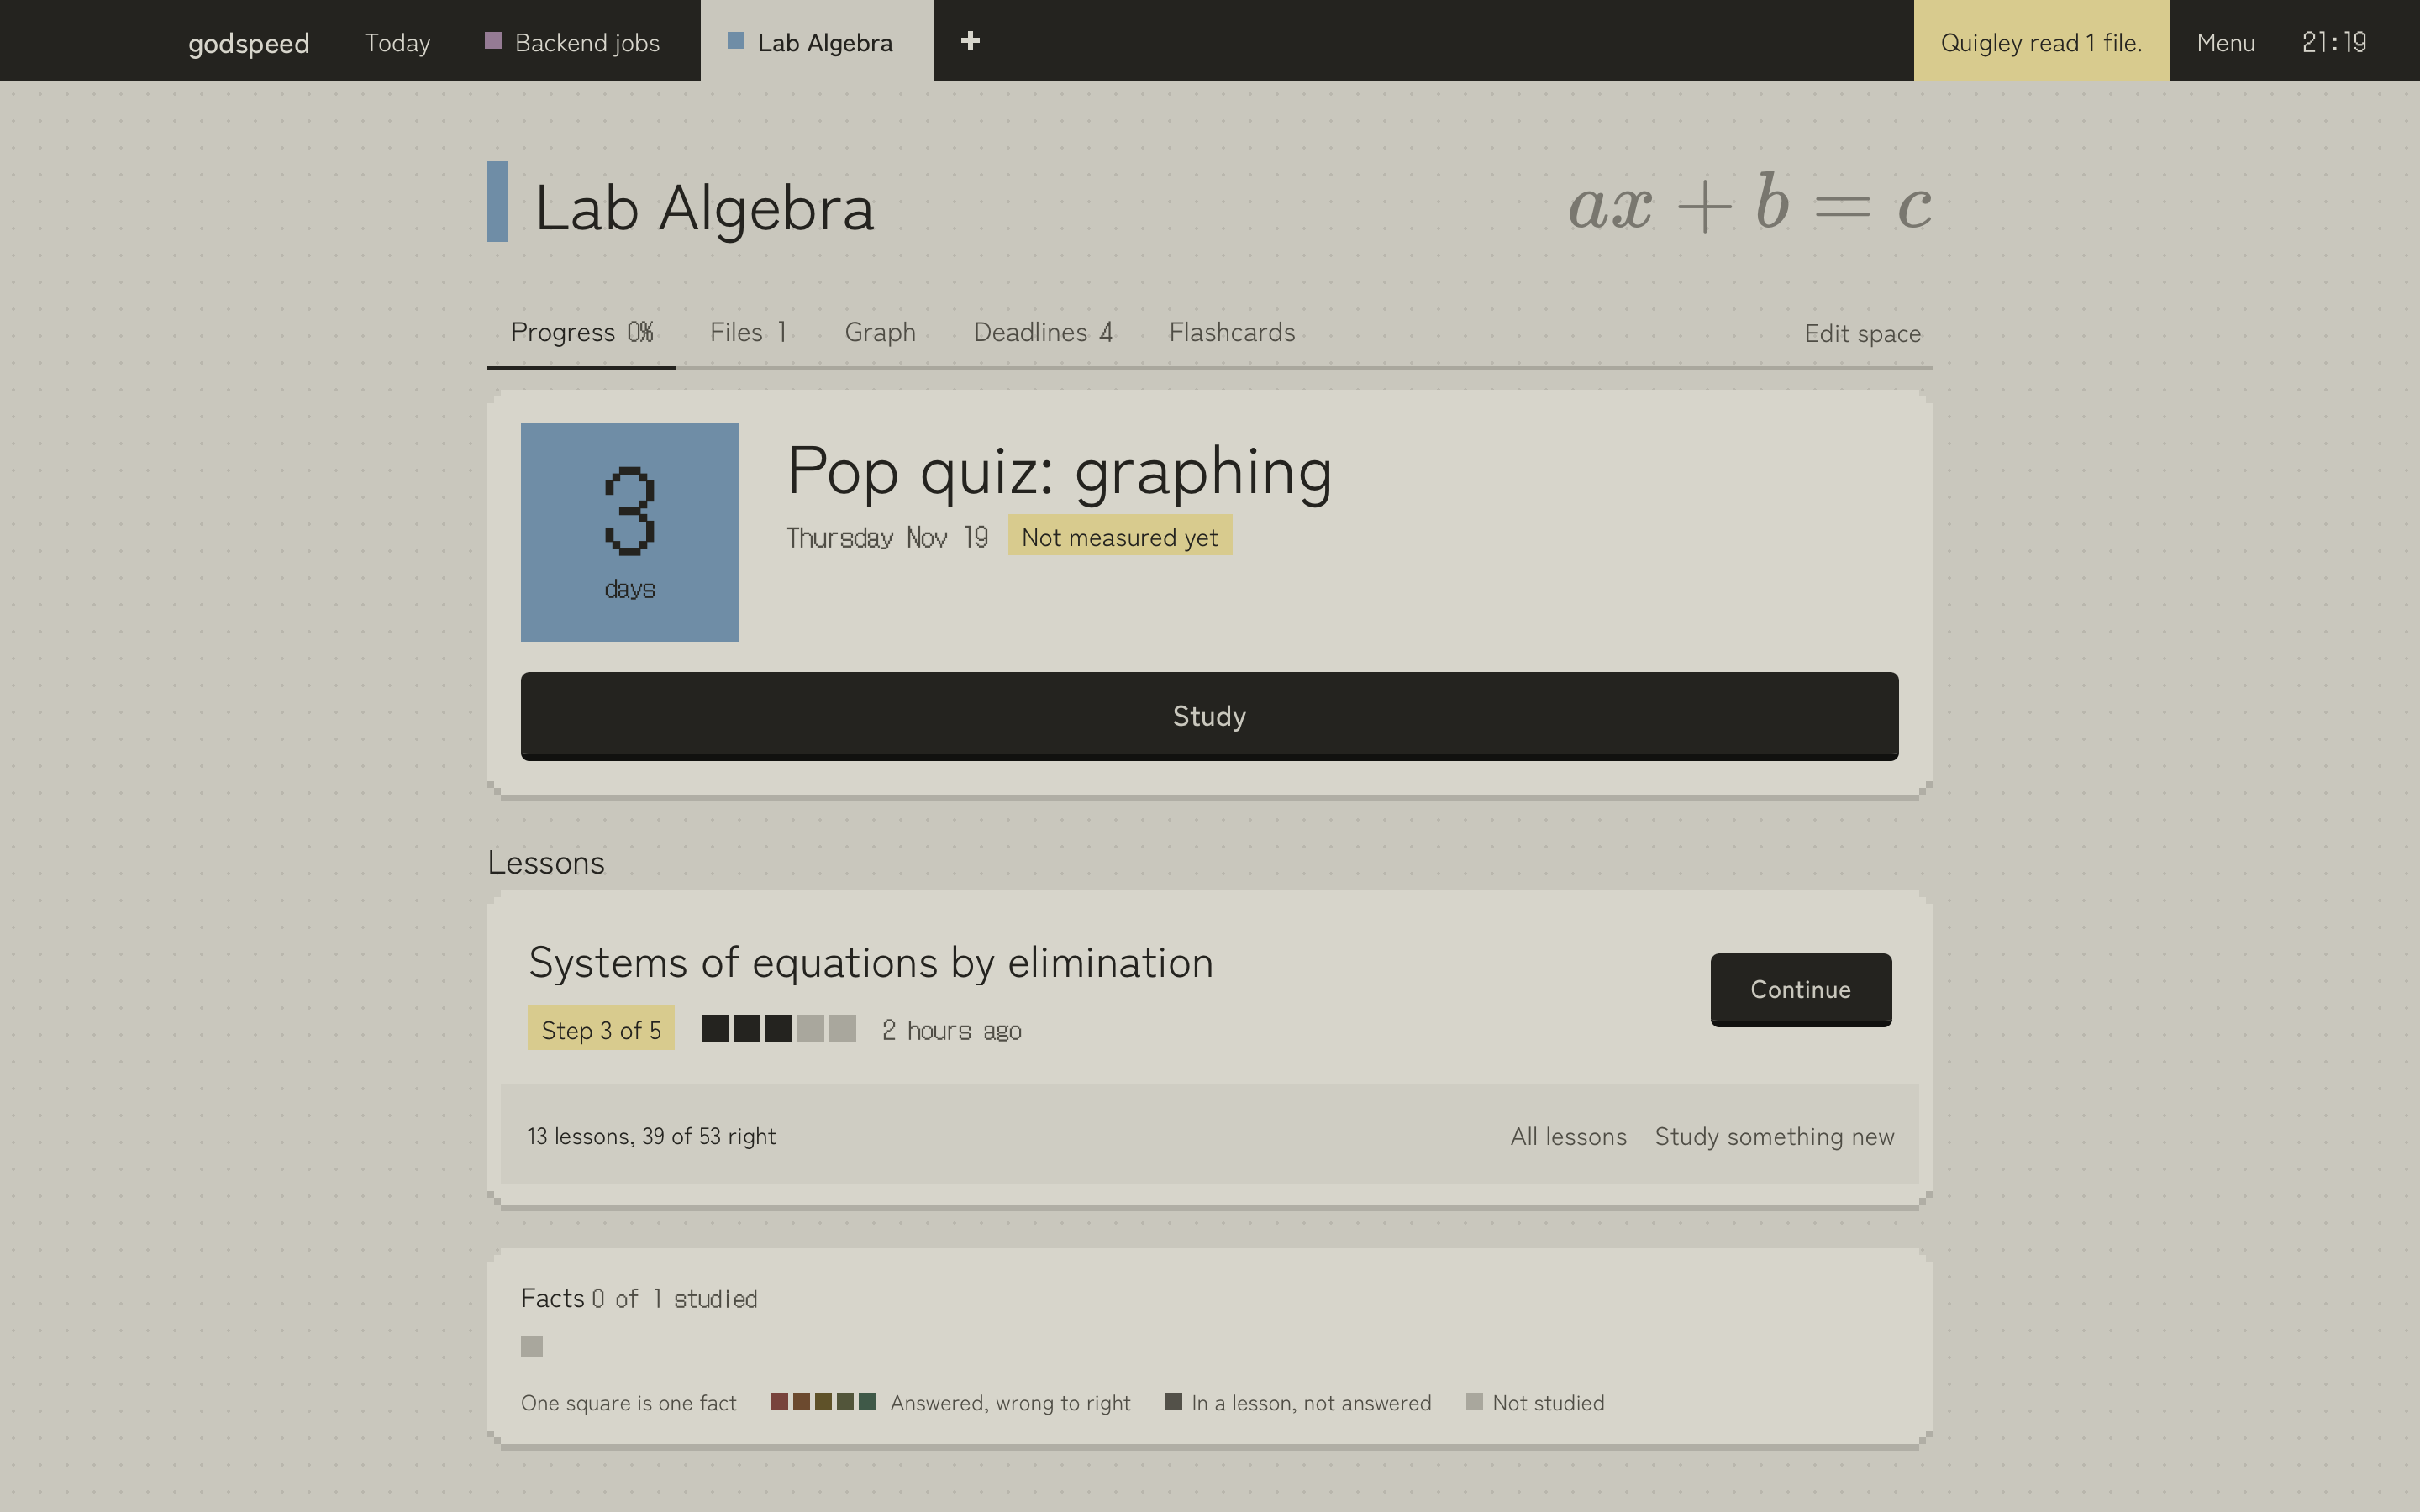 godspeed Today Backend jobs Lab Algebra + Quigley read 1 file. Menu 21:19
Lab Algebra ax + b = c
Progress 0% Files 1 Graph Deadlines 4 Flashcards Edit space
3
days
Pop quiz: graphing
Thursday Nov 19 Not measured yet
Study
Lessons
Systems of equations by elimination
Continue
Step 3 of 5 2 hours ago
13 lessons, 39 of 53 right All lessons Study something new
Facts 0 of 1 studied
One square is one fact Answered, wrong to right In a lesson, not answered Not studied